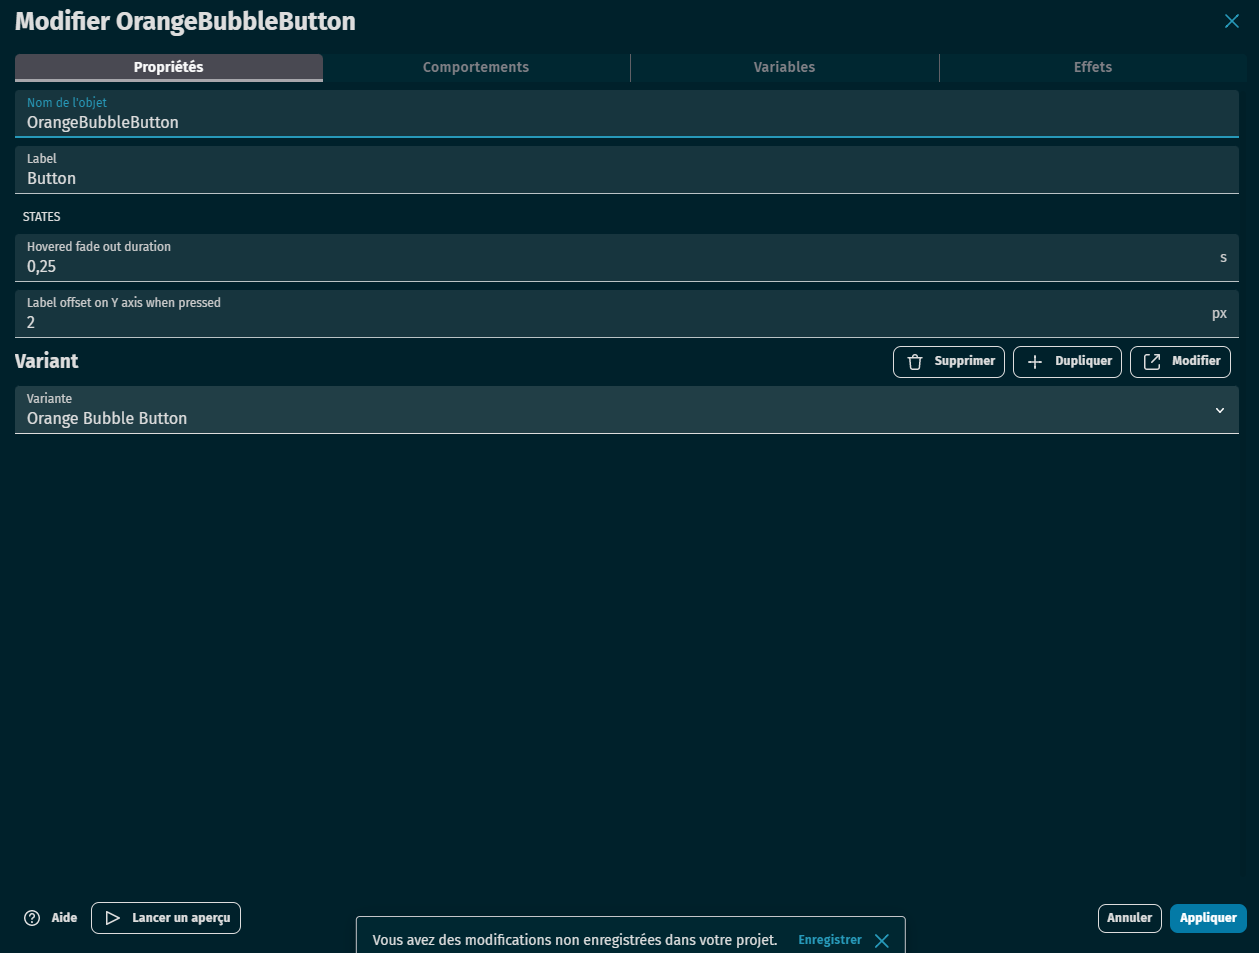 Modifier OrangeBubbleButton
Propriétés
Comportements
Variables
Effets
Nom de l'objet
OrangeBubbleButton
Label
Button
STATES
Hovered fade out duration
0,25
s
Label offset on Y axis when pressed
2
px
Variant
Supprimer
Dupliquer
Modifier
Variante
Orange Bubble Button
Aide
Lancer un aperçu
Vous avez des modifications non enregistrées dans votre projet.
Enregistrer
Annuler
Appliquer